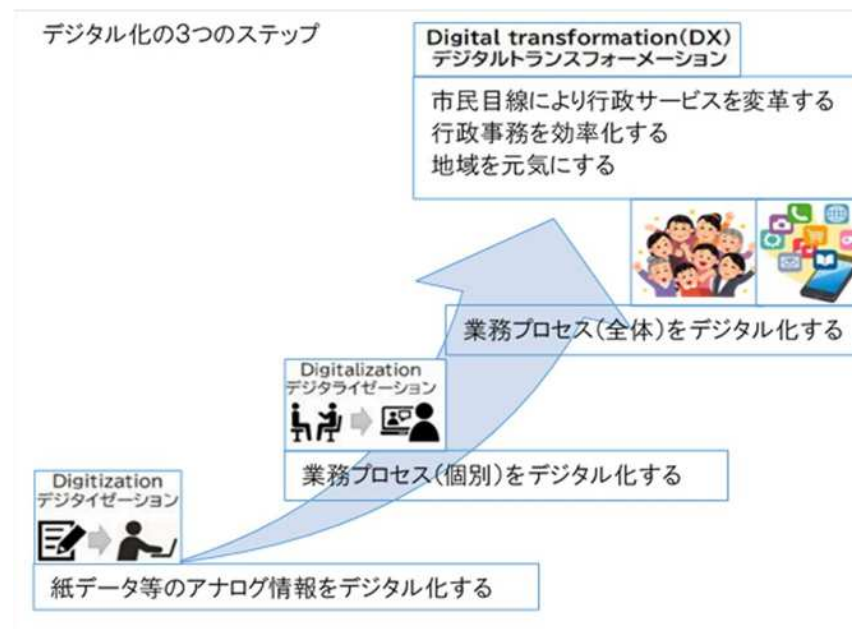 デジタル化の3つのステップ
Digital transformation(DX)
デジタルトランスフォーメーション
市民目線により行政サービスを変革する
行政事務を効率化する
地域を元気にする
業務プロセス(全体)をデジタル化する
Digitalization
デジタライゼーション
業務プロセス(個別)をデジタル化する
Digitization
デジタイゼーション
紙データ等のアナログ情報をデジタル化する